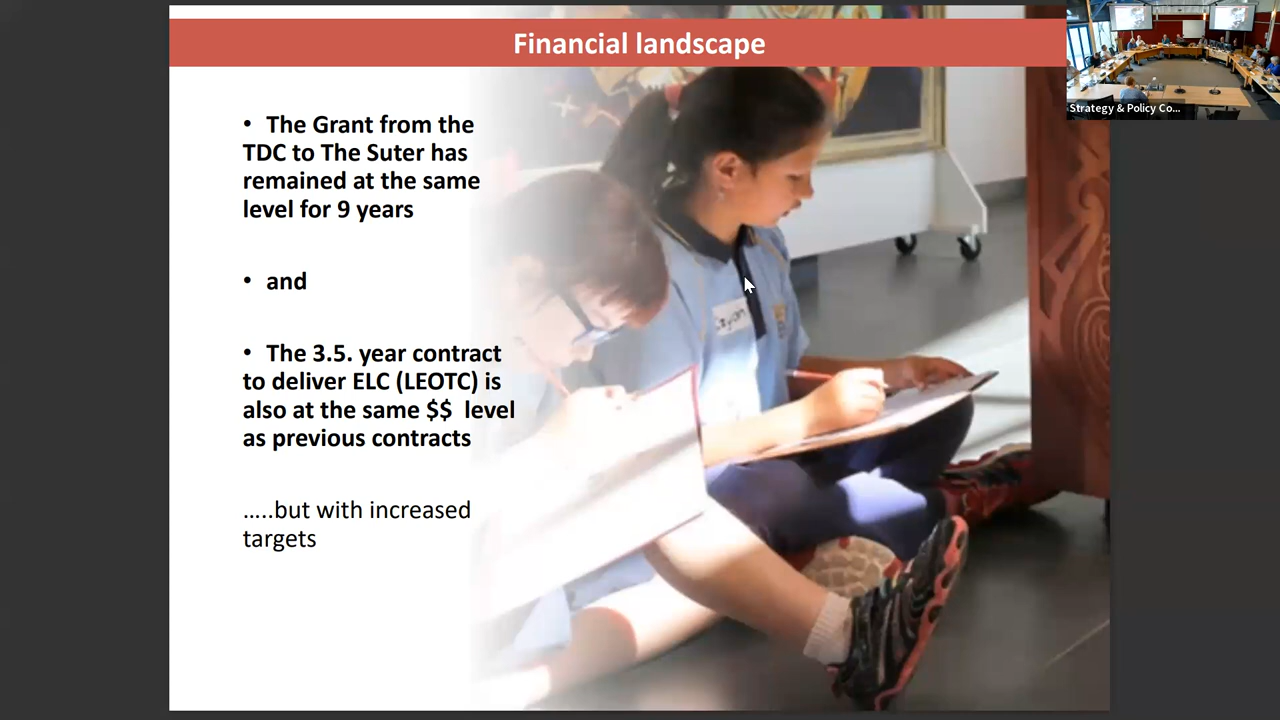 Financial landscape
Strategy & Policy Co...
• The Grant from the
TDC to The Suter has
remained at the same
level for 9 years
• and
• The 3.5. year contract
to deliver ELC (LEOTC) is
also at the same $$  level
as previous contracts
.....but with increased
targets